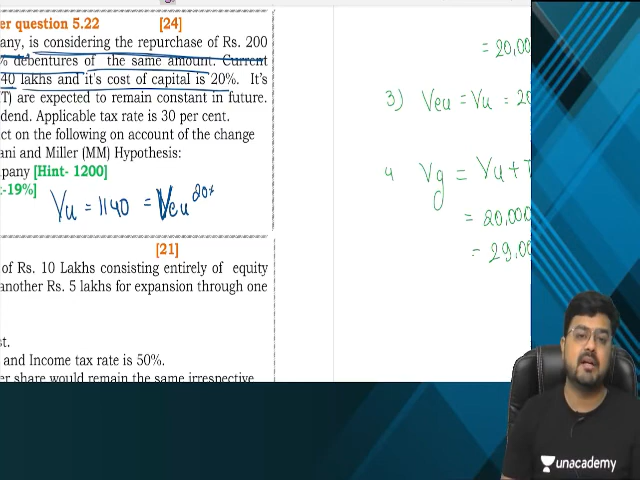 er question 5.22 [24]
any, is considering the repurchase of Rs. 200
% debentures of the same amount. Current
40 lakhs and it's cost of capital is 20%. It's
T) are expected to remain constant in future.
dend. Applicable tax rate is 30 per cent.
ct on the following on account of the change
ani and Miller (MM) Hypothesis:
pany [Hint- 1200]
t-19%]
Vu = 1140 = Veu
[21]
of Rs. 10 Lakhs consisting entirely of equity
another Rs. 5 lakhs for expansion through one
st.
and Income tax rate is 50%.
er share would remain the same irrespective
= 20,00
3) Veu = Vu = 20
4 Vg = Vu + T
= 20,000
= 29,00
unacademy